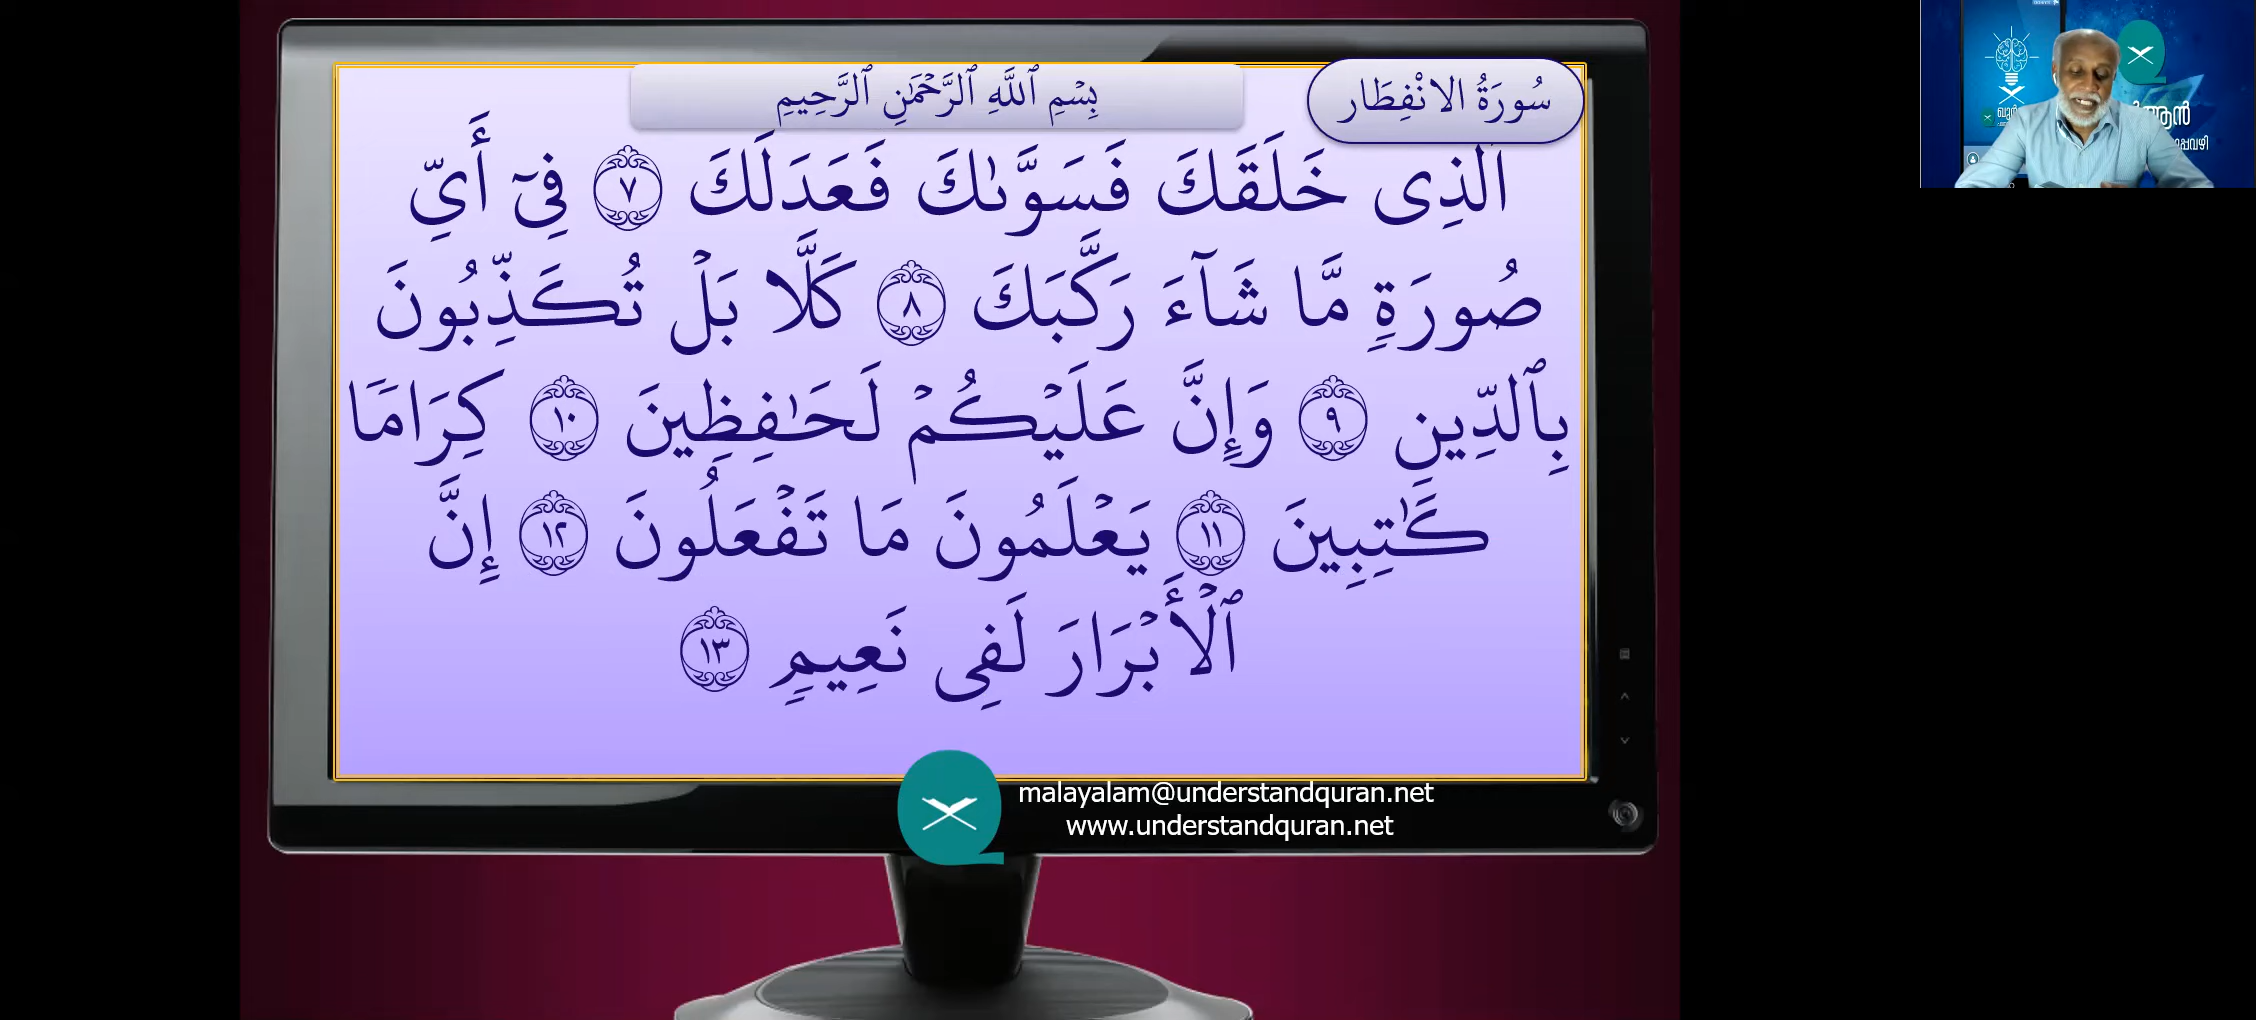 سُورَةُ الانْفِطَار
بِسْمِ ٱللَّهِ ٱلرَّحْمَٰنِ ٱلرَّحِيمِ
ٱلَّذِى خَلَقَكَ فَسَوَّىٰكَ فَعَدَلَكَ ٧ فِىٓ أَىِّ
صُورَةٍ مَّا شَآءَ رَكَّبَكَ ٨ كَلَّا بَلْ تُكَذِّبُونَ
بِٱلدِّينِ ٩ وَإِنَّ عَلَيْكُمْ لَحَـٰفِظِينَ ١٠ كِرَامًا
كَـٰتِبِينَ ١١ يَعْلَمُونَ مَا تَفْعَلُونَ ١٢ إِنَّ
ٱلْأَبْرَارَ لَفِى نَعِيمٍ ١٣
malayalam@understandquran.net
www.understandquran.net